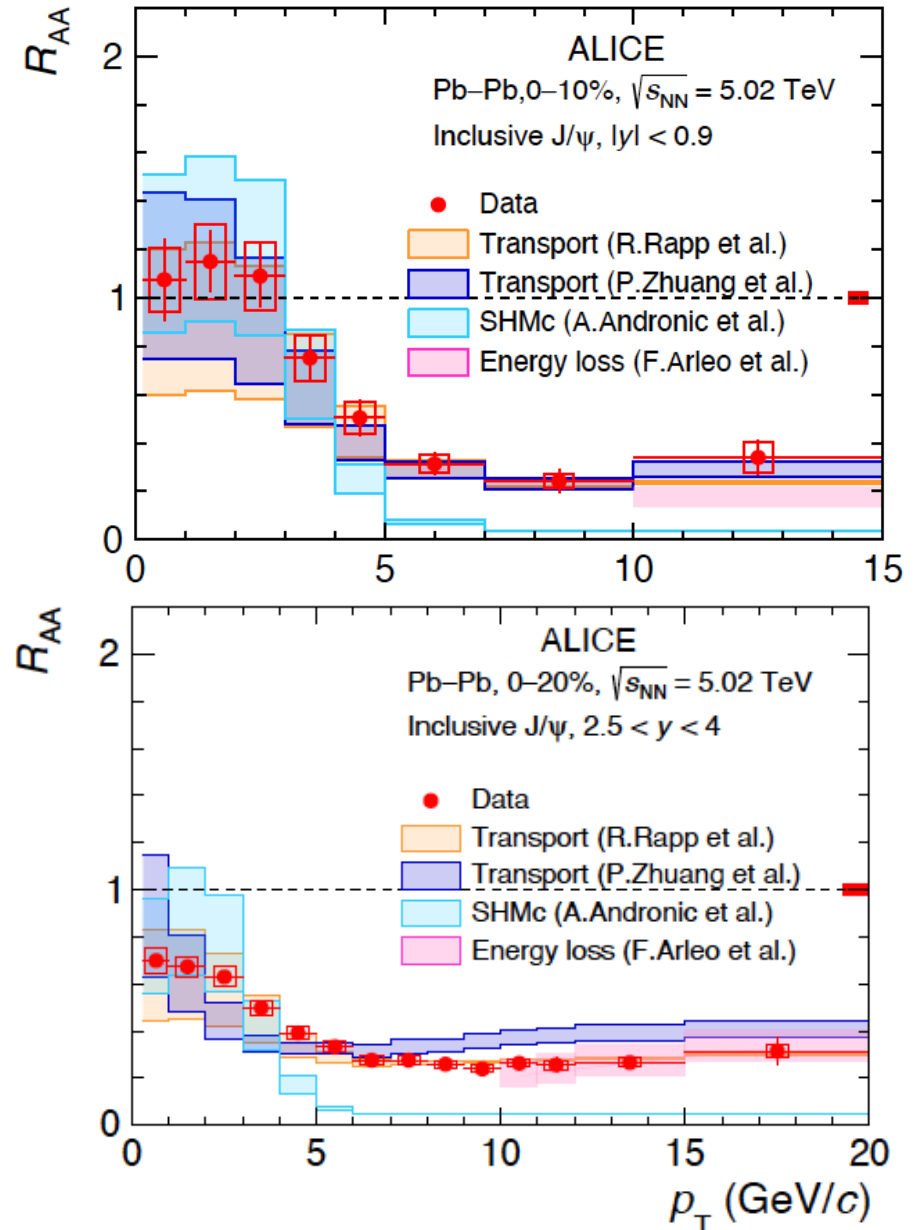 R_AA
2
1
0
ALICE
Pb–Pb,0–10%, √s_NN = 5.02 TeV
Inclusive J/ψ, |y| < 0.9
Data
Transport (R.Rapp et al.)
Transport (P.Zhuang et al.)
SHMc (A.Andronic et al.)
Energy loss (F.Arleo et al.)
0 5 10 15
R_AA
2
1
0
ALICE
Pb–Pb, 0–20%, √s_NN = 5.02 TeV
Inclusive J/ψ, 2.5 < y < 4
Data
Transport (R.Rapp et al.)
Transport (P.Zhuang et al.)
SHMc (A.Andronic et al.)
Energy loss (F.Arleo et al.)
0 5 10 15 20
p_T (GeV/c)